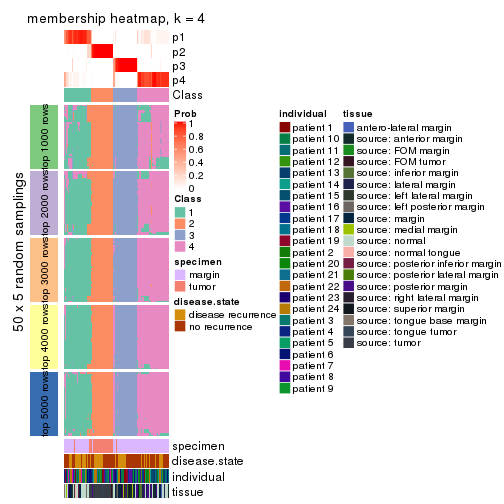 membership heatmap, k = 4
p1
p2
p3
p4
Class
50 x 5 random samplings
top 1000 rows
top 2000 rows
top 3000 rows
top 4000 rows
top 5000 rows
Prob
1
0.8
0.6
0.4
0.2
0
Class
1
2
3
4
specimen
margin
tumor
disease.state
disease recurrence
no recurrence
individual
patient 1
patient 10
patient 11
patient 12
patient 13
patient 14
patient 15
patient 16
patient 17
patient 18
patient 19
patient 2
patient 20
patient 21
patient 22
patient 23
patient 24
patient 3
patient 4
patient 5
patient 6
patient 7
patient 8
patient 9
tissue
antero-lateral margin
source: anterior margin
source: FOM margin
source: FOM tumor
source: inferior margin
source: lateral margin
source: left lateral margin
source: left posterior margin
source: margin
source: medial margin
source: normal
source: normal tongue
source: posterior inferior margin
source: posterior lateral margin
source: posterior margin
source: right lateral margin
source: superior margin
source: tongue base margin
source: tongue tumor
source: tumor
specimen
disease.state
individual
tissue